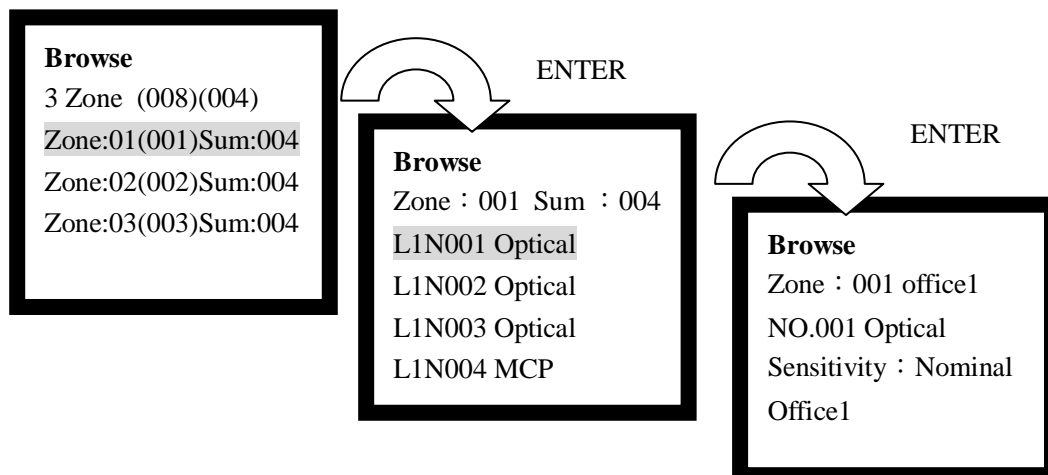 Browse
3 Zone (008)(004)
Zone:01(001)Sum:004
Zone:02(002)Sum:004
Zone:03(003)Sum:004
ENTER
Browse
Zone：001 Sum ：004
L1N001 Optical
L1N002 Optical
L1N003 Optical
L1N004 MCP
ENTER
Browse
Zone：001 office1
NO.001 Optical
Sensitivity：Nominal
Office1